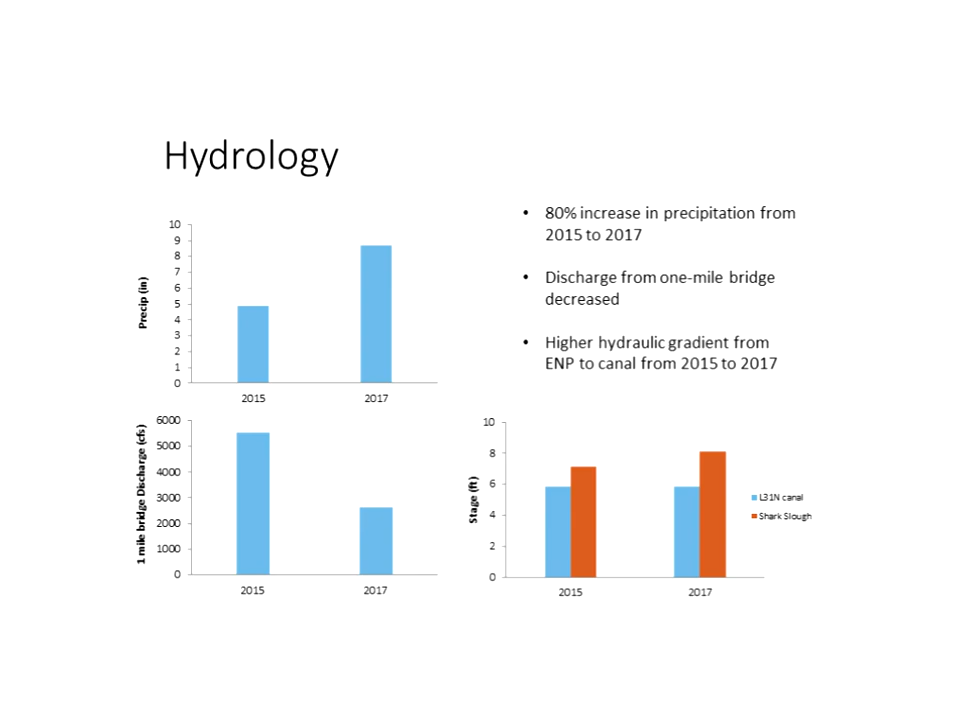 Hydrology
• 80% increase in precipitation from
2015 to 2017
• Discharge from one-mile bridge
decreased
• Higher hydraulic gradient from
ENP to canal from 2015 to 2017
Precip (in)
10
9
8
7
6
5
4
3
2
1
0
2015 2017
1 mile bridge Discharge (cfs)
6000
5000
4000
3000
2000
1000
0
2015 2017
Stage (ft)
10
8
6
4
2
0
2015 2017
L31N canal
Shark Slough